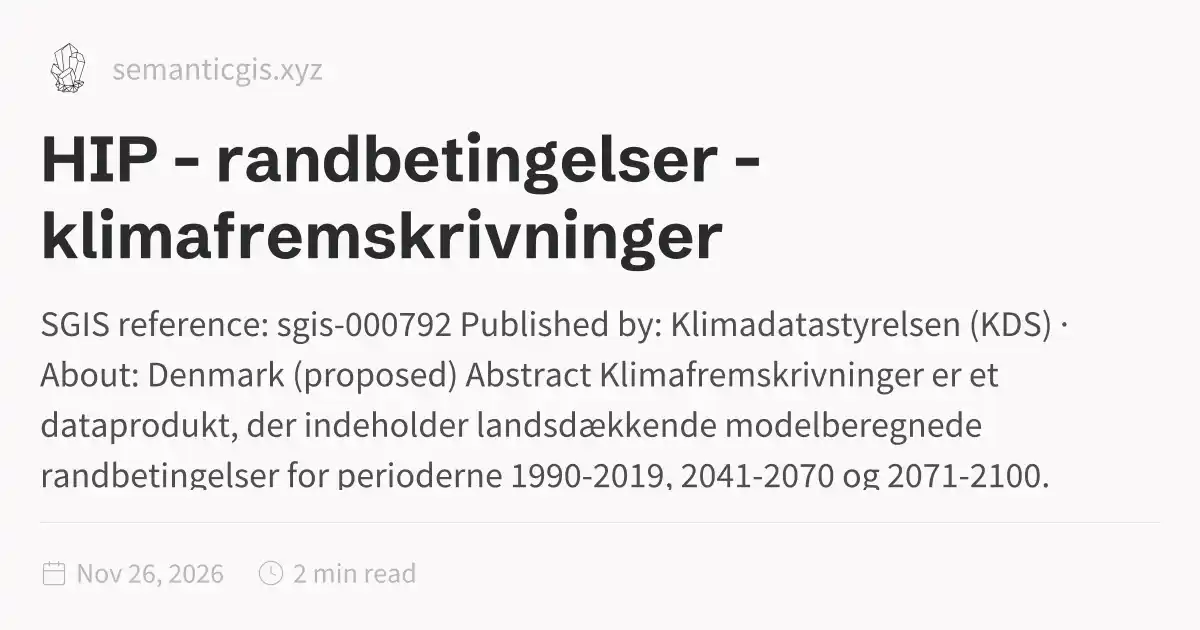 semanticgis.xyz
HIP - randbetingelser -
klimafremskrivninger
SGIS reference: sgis-000792 Published by: Klimadatastyrelsen (KDS) ·
About: Denmark (proposed) Abstract Klimafremskrivninger er et
dataprodukt, der indeholder landsdækkende modelberegnede
randbetingelser for perioderne 1990-2019, 2041-2070 og 2071-2100.
Nov 26, 2026
2 min read